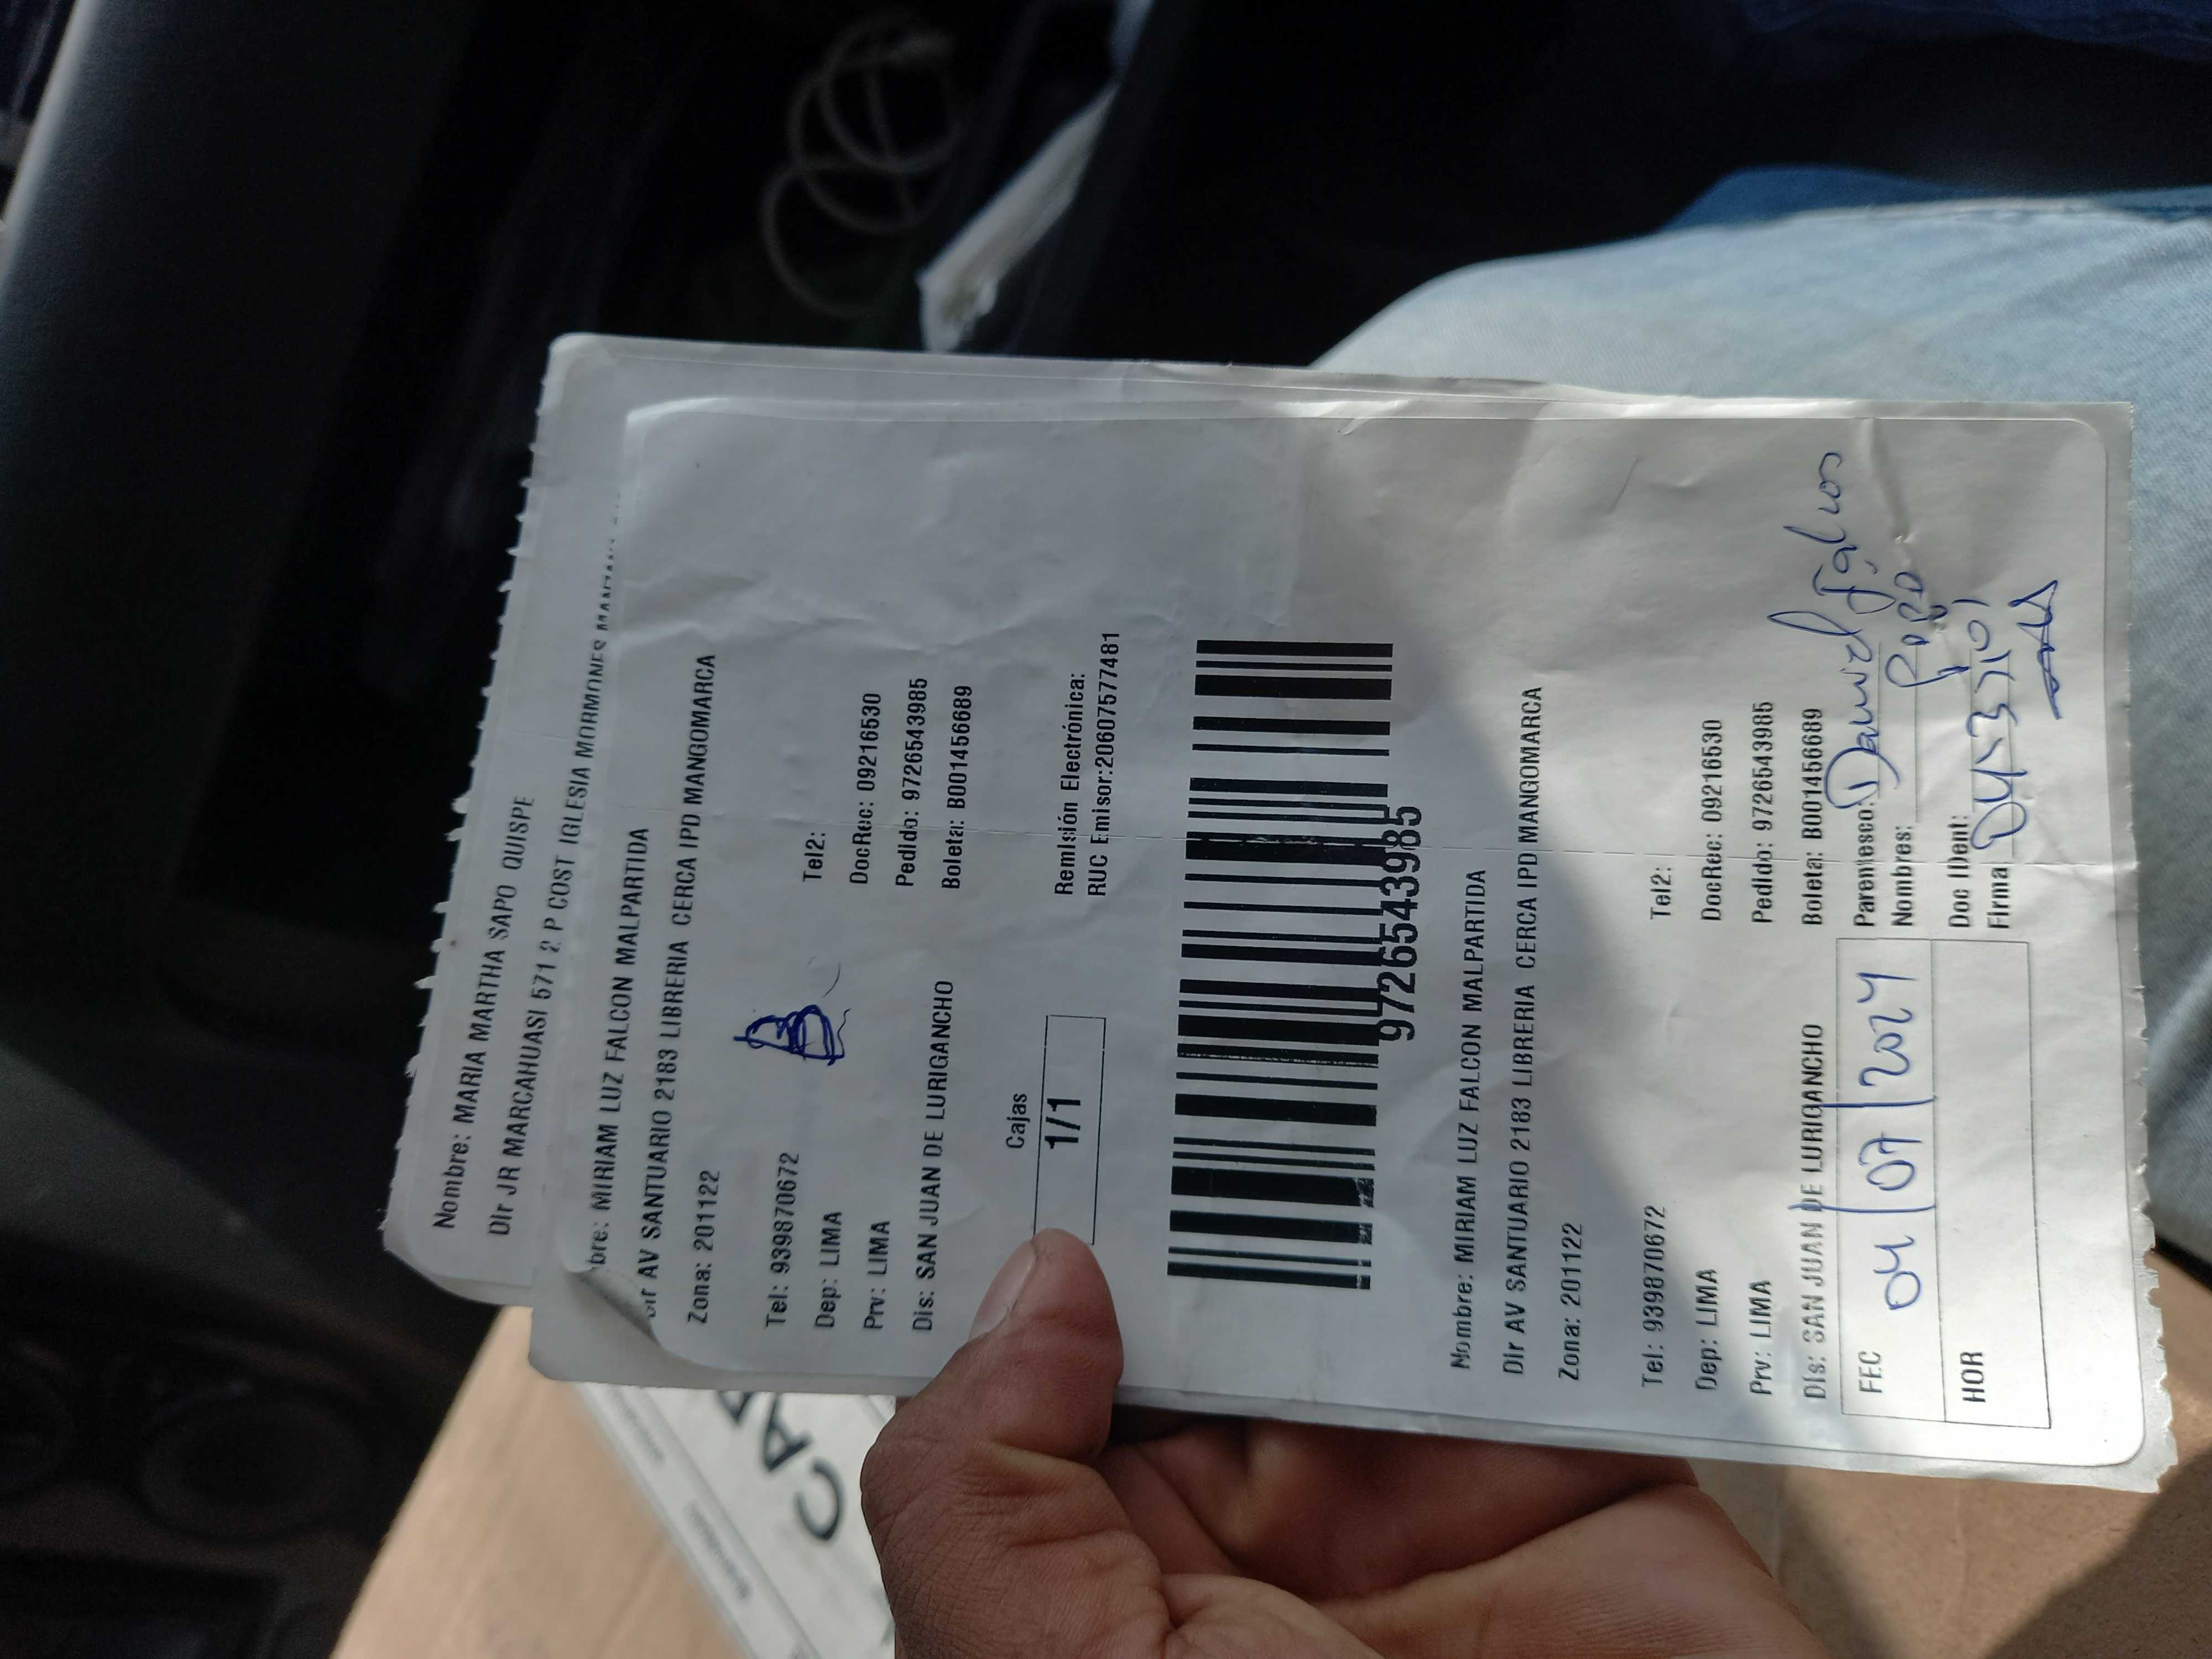 Nombre: MARIA MARTHA SAPO QUISPE
Dir JR MARCAHUASI 571 2 P COST IGLESIA MORMONES
bre: MIRIAM LUZ FALCON MALPARTIDA
Dir AV SANTUARIO 2183 LIBRERIA CERCA IPD MANGOMARCA
Zona: 201122
Tel: 939870672 Tel2:
Dep: LIMA DocRec: 09216530
Prv: LIMA Pedido: 9726543985
Dis: SAN JUAN DE LURIGANCHO Boleta: B001456689
Cajas
1/1
Remisión Electrónica:
RUC Emisor:20607577481
9726543985
Nombre: MIRIAM LUZ FALCON MALPARTIDA
Dir AV SANTUARIO 2183 LIBRERIA CERCA IPD MANGOMARCA
Zona: 201122
Tel: 939870672 Tel2:
Dep: LIMA DocRec: 09216530
Prv: LIMA Pedido: 9726543985
Dis: SAN JUAN DE LURIGANCHO Boleta: B001456689
FEC 04/07/2024 Parentesco: Daniel
Nombres:
Doc IDent:
HOR Firma
CA